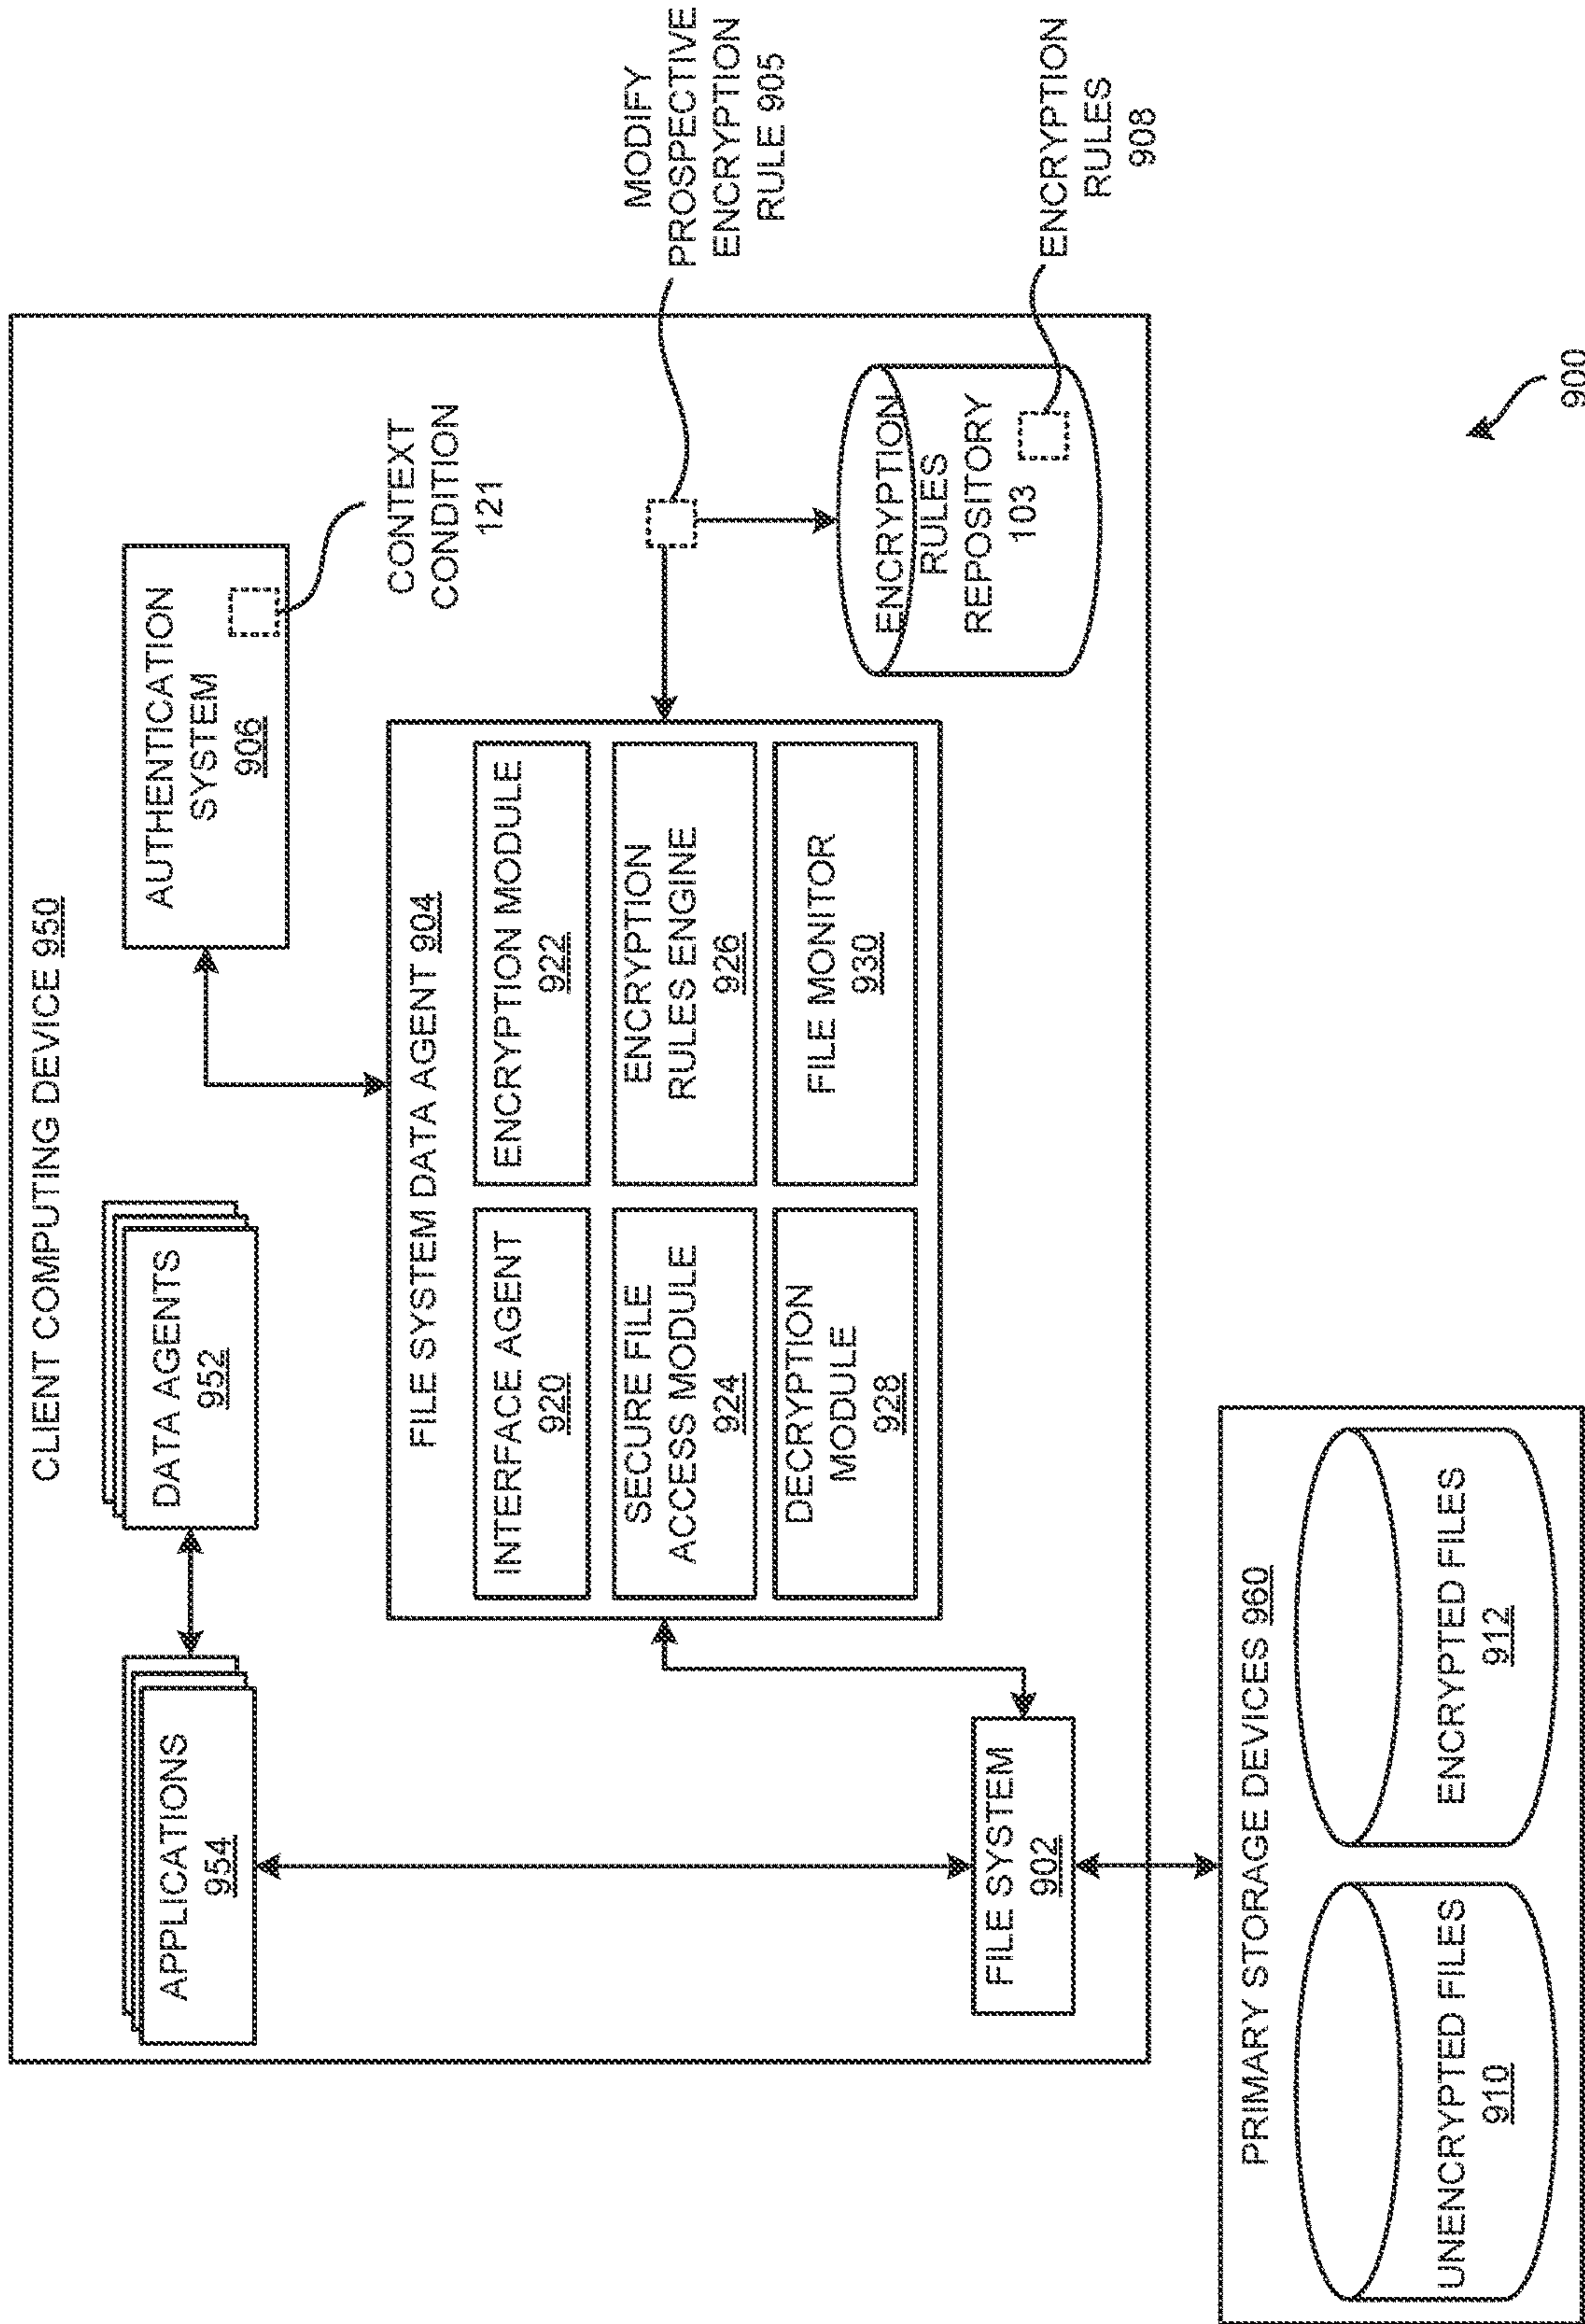 CLIENT COMPUTING DEVICE 950
APPLICATIONS
954
DATA AGENTS
952
AUTHENTICATION
SYSTEM
906
CONTEXT
CONDITION
121
FILE SYSTEM DATA AGENT 904
INTERFACE AGENT
920
ENCRYPTION MODULE
922
SECURE FILE
ACCESS MODULE
924
ENCRYPTION
RULES ENGINE
926
DECRYPTION
MODULE
928
FILE MONITOR
930
MODIFY
PROSPECTIVE
ENCRYPTION
RULE 905
ENCRYPTION
RULES
REPOSITORY
103
ENCRYPTION
RULES
908
FILE SYSTEM
902
PRIMARY STORAGE DEVICES 960
UNENCRYPTED FILES
910
ENCRYPTED FILES
912
900